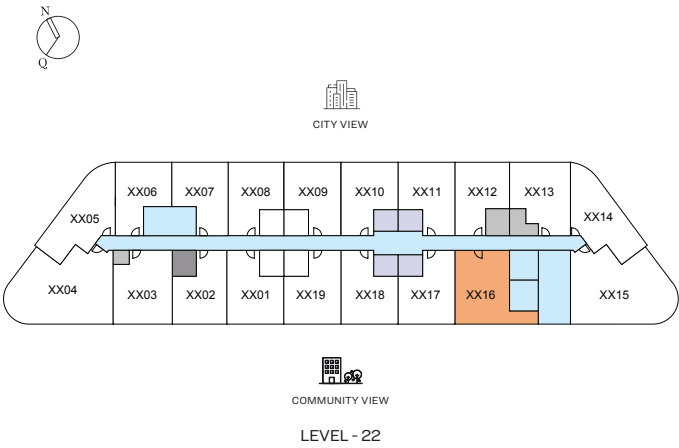 N
Q
CITY VIEW
XX06 XX07 XX08 XX09 XX10 XX11 XX12 XX13
XX05 XX14
XX04 XX03 XX02 XX01 XX19 XX18 XX17 XX16 XX15
COMMUNITY VIEW
LEVEL - 22